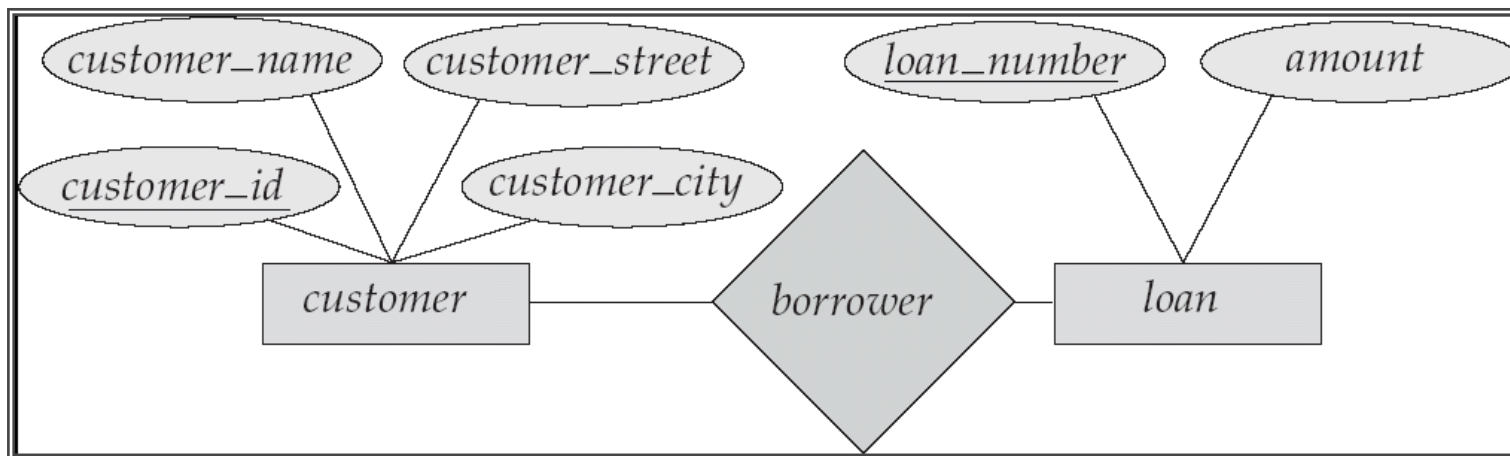 customer_name
customer_street
loan_number
amount
customer_id
customer_city
customer
borrower
loan